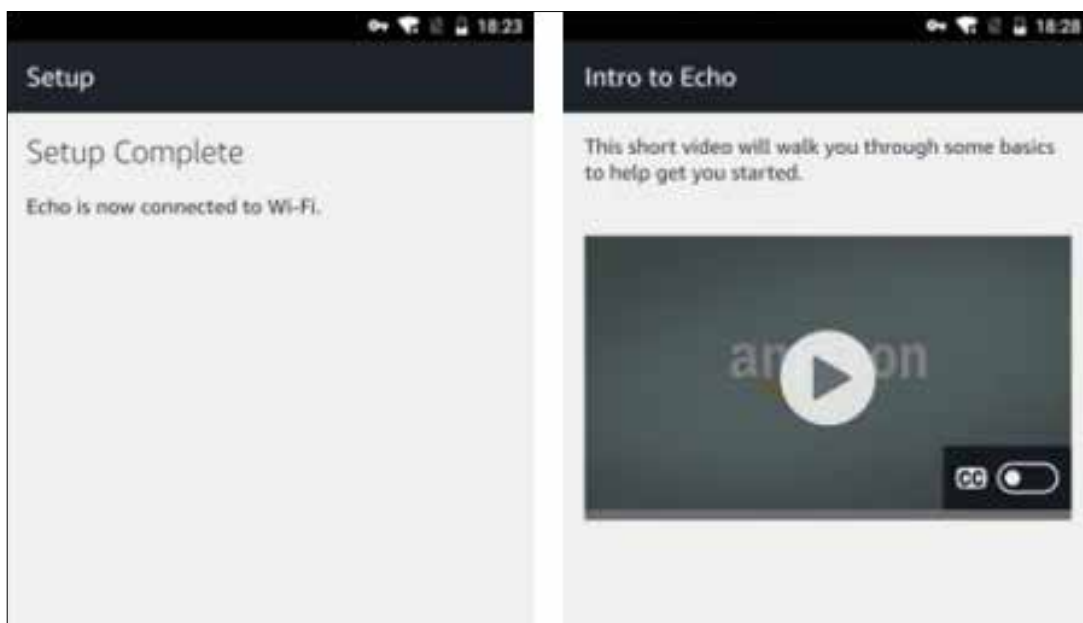 18:23
Setup
Setup Complete
Echo is now connected to Wi-Fi.
18:28
Intro to Echo
This short video will walk you through some basics
to help get you started.
amazon
CC